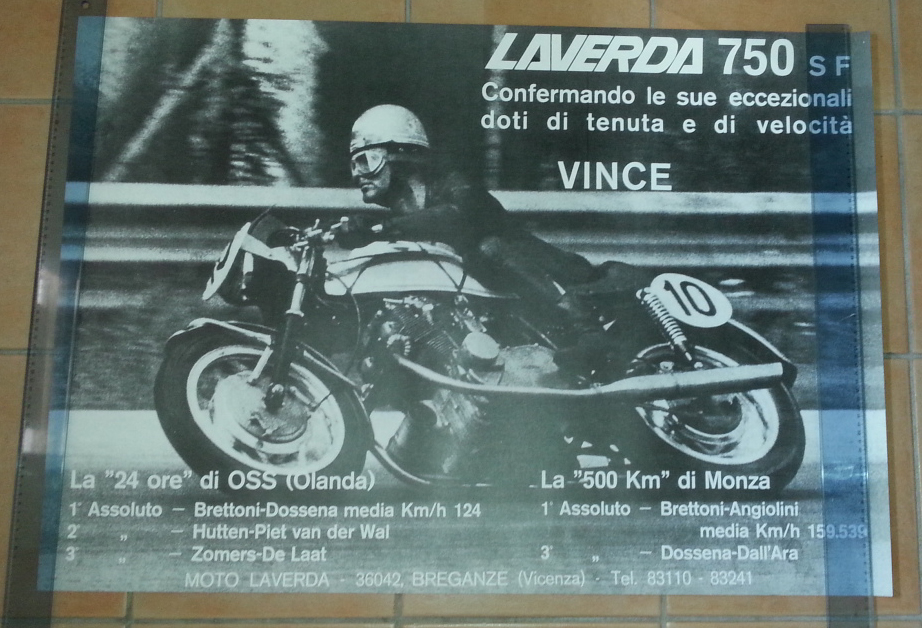 LAVERDA 750 SF
Confermando le sue eccezionali
doti di tenuta e di velocità
VINCE
10
La "24 ore" di OSS (Olanda)
1° Assoluto – Brettoni-Dossena media Km/h 124
2° „ – Hutten-Piet van der Wal
3° „ – Zomers-De Laat
La "500 Km" di Monza
1° Assoluto – Brettoni-Angiolini
media Km/h 159.539
3° „ – Dossena-Dall'Ara
MOTO LAVERDA - 36042, BREGANZE (Vicenza) - Tel. 83110 - 83241